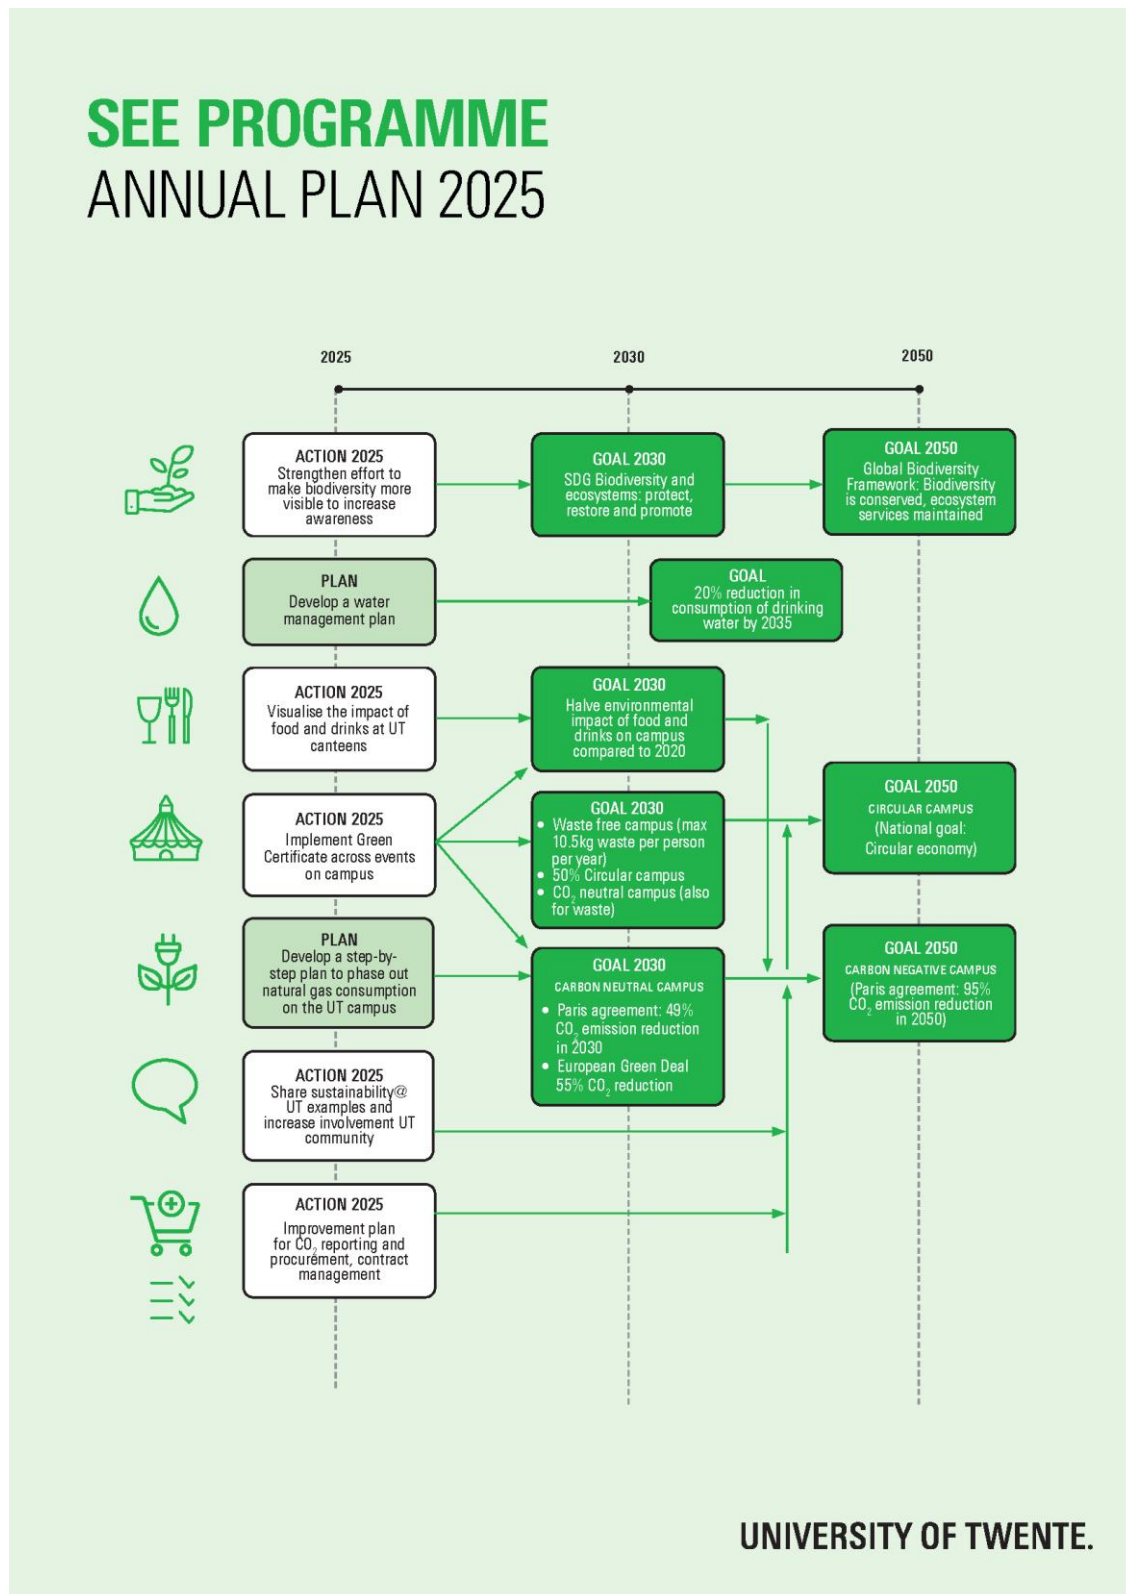 SEE PROGRAMME
ANNUAL PLAN 2025
2025
2030
2050
ACTION 2025
Strengthen effort to
make biodiversity more
visible to increase
awareness
GOAL 2030
SDG Biodiversity and
ecosystems: protect,
restore and promote
GOAL 2050
Global Biodiversity
Framework: Biodiversity
is conserved, ecosystem
services maintained
PLAN
Develop a water
management plan
GOAL
20% reduction in
consumption of drinking
water by 2035
ACTION 2025
Visualise the impact of
food and drinks at UT
canteens
GOAL 2030
Halve environmental
impact of food and
drinks on campus
compared to 2020
ACTION 2025
Implement Green
Certificate across events
on campus
GOAL 2030
• Waste free campus (max
10.5kg waste per person
per year)
• 50% Circular campus
• CO₂ neutral campus (also
for waste)
GOAL 2050
CIRCULAR CAMPUS
(National goal:
Circular economy)
PLAN
Develop a step-by-
step plan to phase out
natural gas consumption
on the UT campus
GOAL 2030
CARBON NEUTRAL CAMPUS
• Paris agreement: 49%
CO₂ emission reduction
in 2030
• European Green Deal
55% CO₂ reduction
GOAL 2050
CARBON NEGATIVE CAMPUS
(Paris agreement: 95%
CO₂ emission reduction
in 2050)
ACTION 2025
Share sustainability@
UT examples and
increase involvement UT
community
ACTION 2025
Improvement plan
for CO₂ reporting and
procurement, contract
management
UNIVERSITY OF TWENTE.